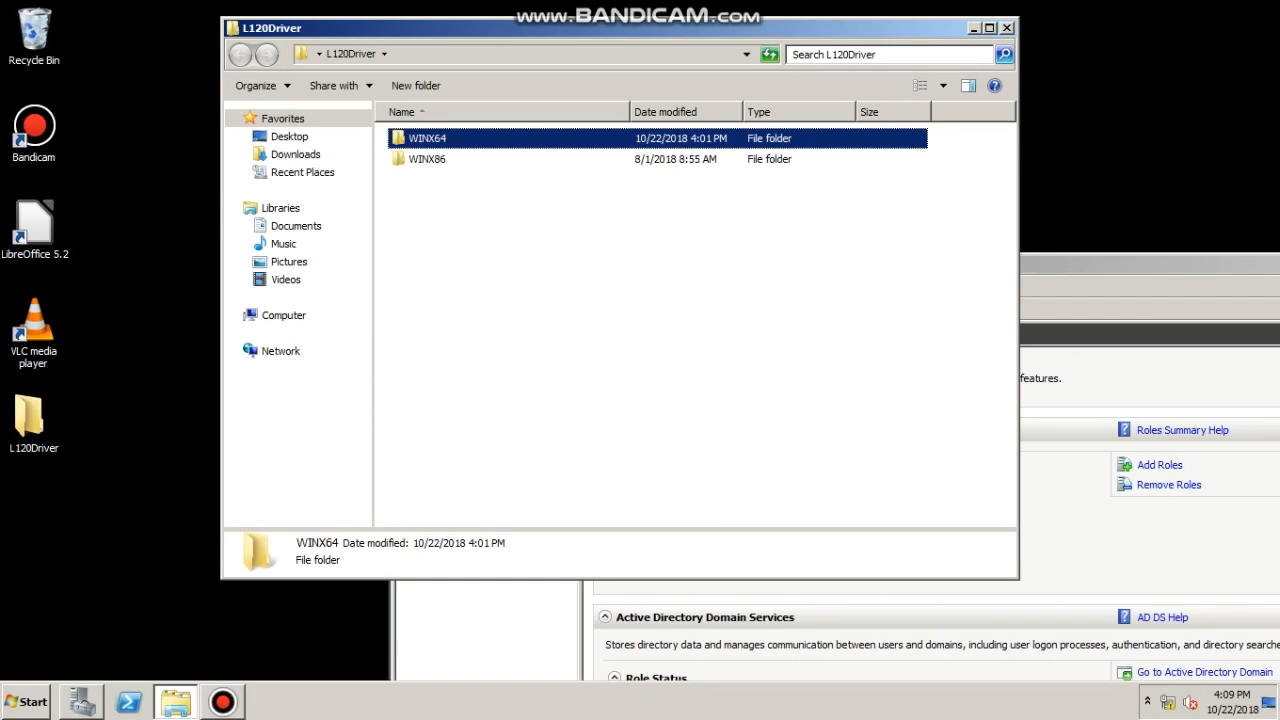 www.BANDICAM.com
Recycle Bin
Bandicam
LibreOffice 5.2
VLC media
player
L120Driver
L120Driver
L120Driver
Search L120Driver
Organize
Share with
New folder
Name
Date modified
Type
Size
Favorites
Desktop
Downloads
Recent Places
Libraries
Documents
Music
Pictures
Videos
Computer
Network
WINX64 10/22/2018 4:01 PM File folder
WINX86 8/1/2018 8:55 AM File folder
WINX64 Date modified: 10/22/2018 4:01 PM
File folder
features.
Roles Summary Help
Add Roles
Remove Roles
Active Directory Domain Services
AD DS Help
Stores directory data and manages communication between users and domains, including user logon processes, authentication, and directory searche
Role Status
Go to Active Directory Domain
Start
4:09 PM
10/22/2018